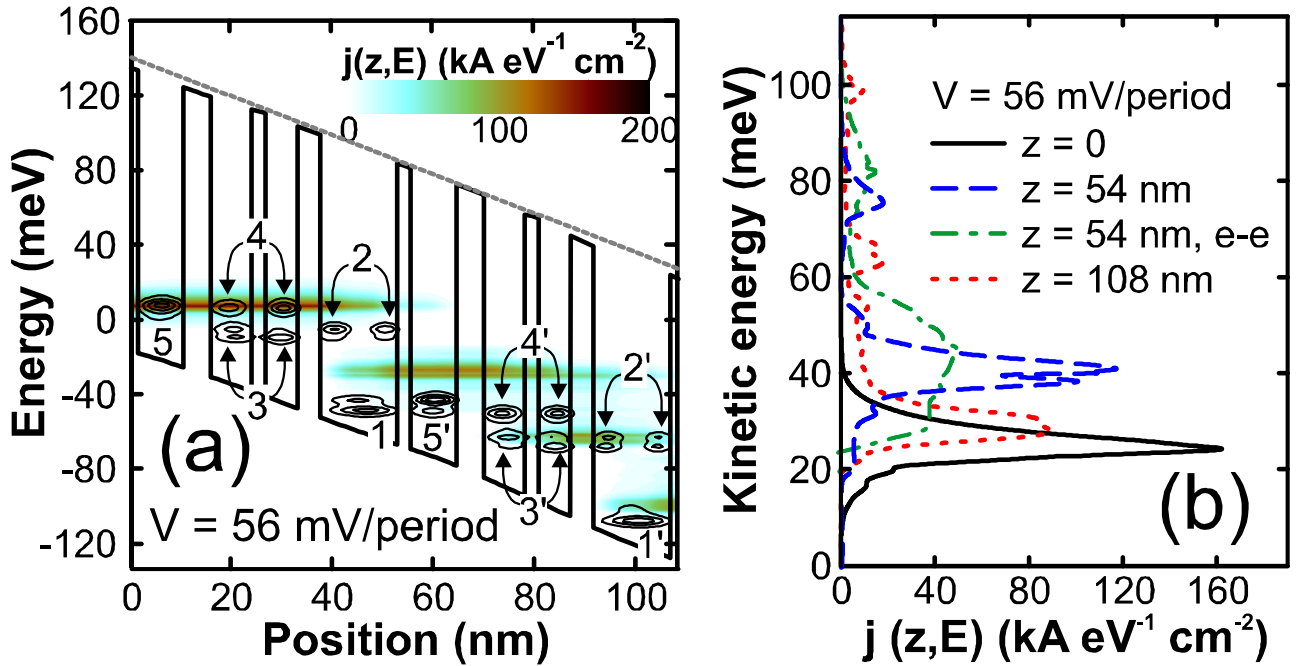 160
120
80
40
0
-40
-80
-120
Energy (meV)
j(z,E) (kA eV⁻¹ cm⁻²)
0 100 200
4
2
5
3
4'
2'
1
5'
3'
1'
(a)
V = 56 mV/period
0 20 40 60 80 100
Position (nm)
100
80
60
40
20
0
Kinetic energy (meV)
V = 56 mV/period
z = 0
z = 54 nm
z = 54 nm, e-e
z = 108 nm
(b)
0 40 80 120 160
j (z,E) (kA eV⁻¹ cm⁻²)